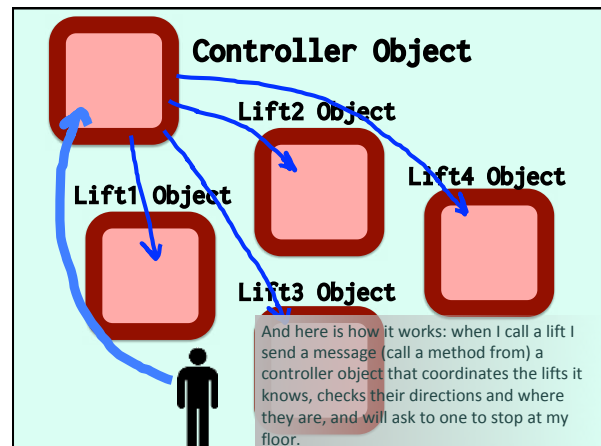 Controller Object
Lift2 Object
Lift4 Object
Lift1 Object
Lift3 Object
And here is how it works: when I call a lift I
send a message (call a method from) a
controller object that coordinates the lifts it
knows, checks their directions and where
they are, and will ask to one to stop at my
floor.